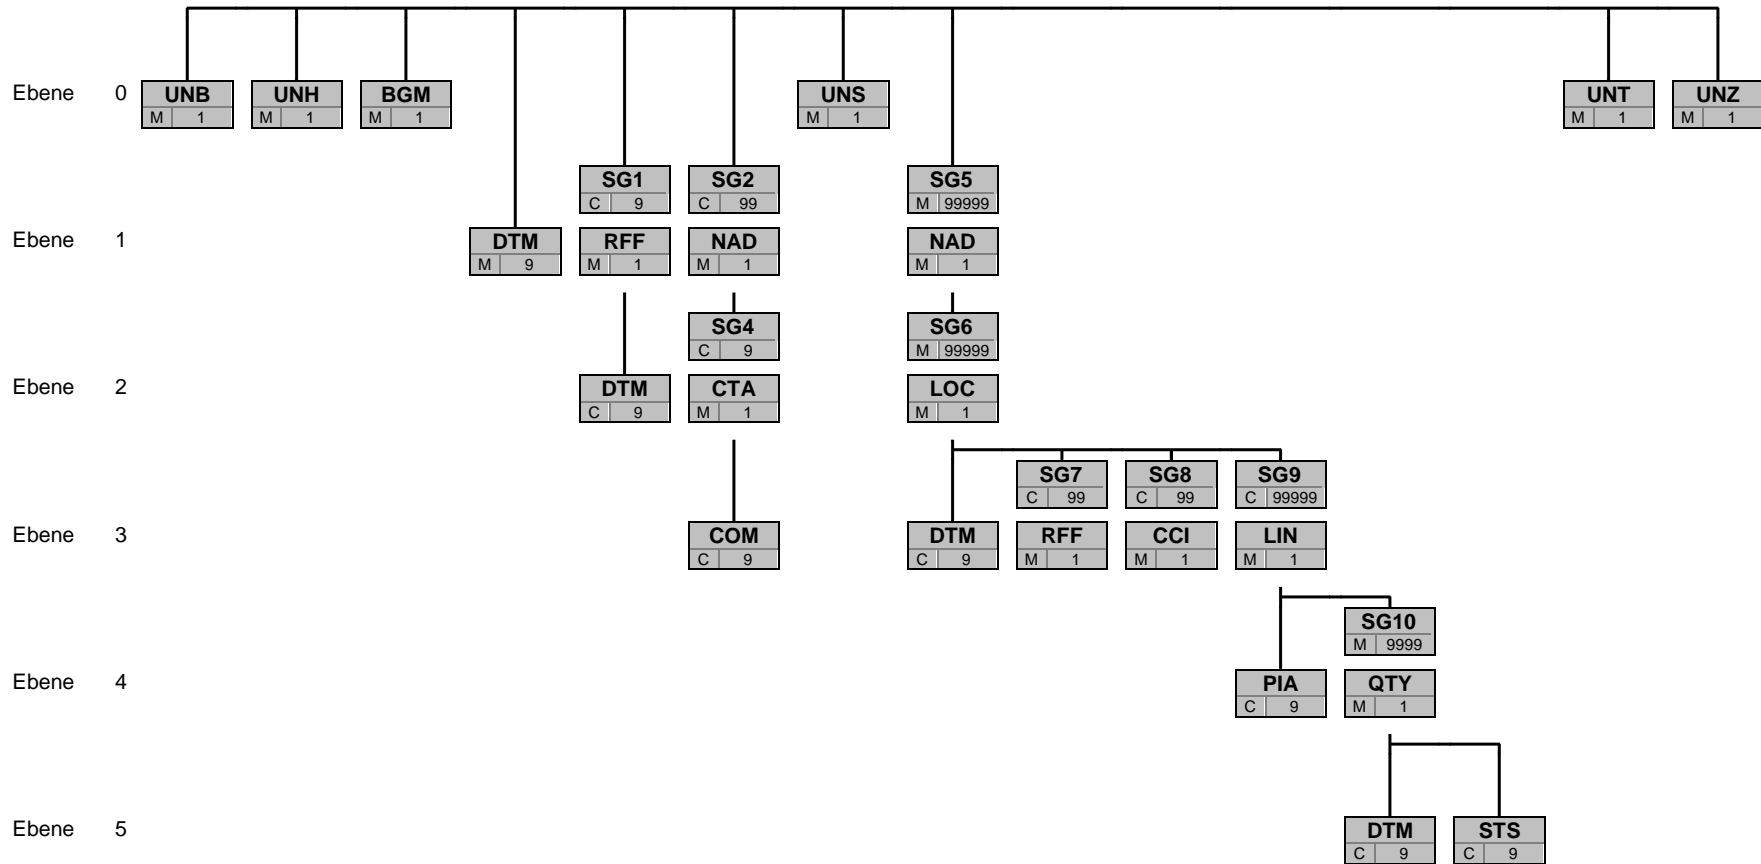 Ebene 0 UNB UNH BGM UNS UNT UNZ
M 1 M 1 M 1 M 1 M 1 M 1
SG1 SG2 SG5
C 9 C 99 M 99999
Ebene 1 DTM RFF NAD NAD
M 9 M 1 M 1 M 1
SG4 SG6
C 9 M 99999
Ebene 2 DTM CTA LOC
C 9 M 1 M 1
SG7 SG8 SG9
C 99 C 99 C 99999
Ebene 3 COM DTM RFF CCI LIN
C 9 C 9 M 1 M 1 M 1
SG10
M 9999
Ebene 4 PIA QTY
C 9 M 1
Ebene 5 DTM STS
C 9 C 9